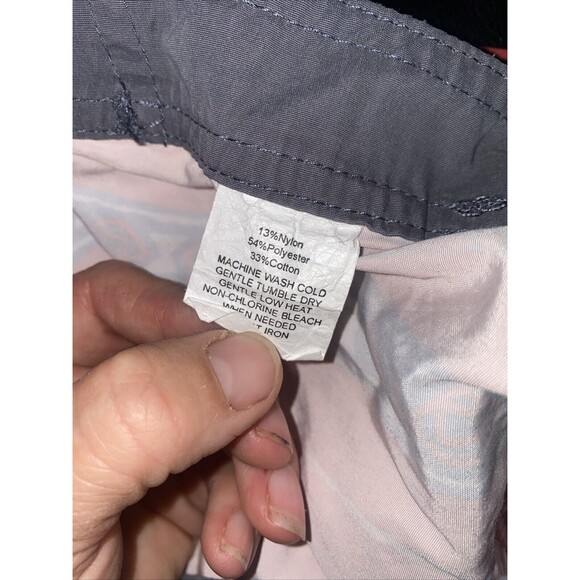 13%Nylon
54%Polyester
33%Cotton
MACHINE WASH COLD
GENTLE TUMBLE DRY
GENTLE LOW HEAT
NON-CHLORINE BLEACH
WHEN NEEDED
IRON